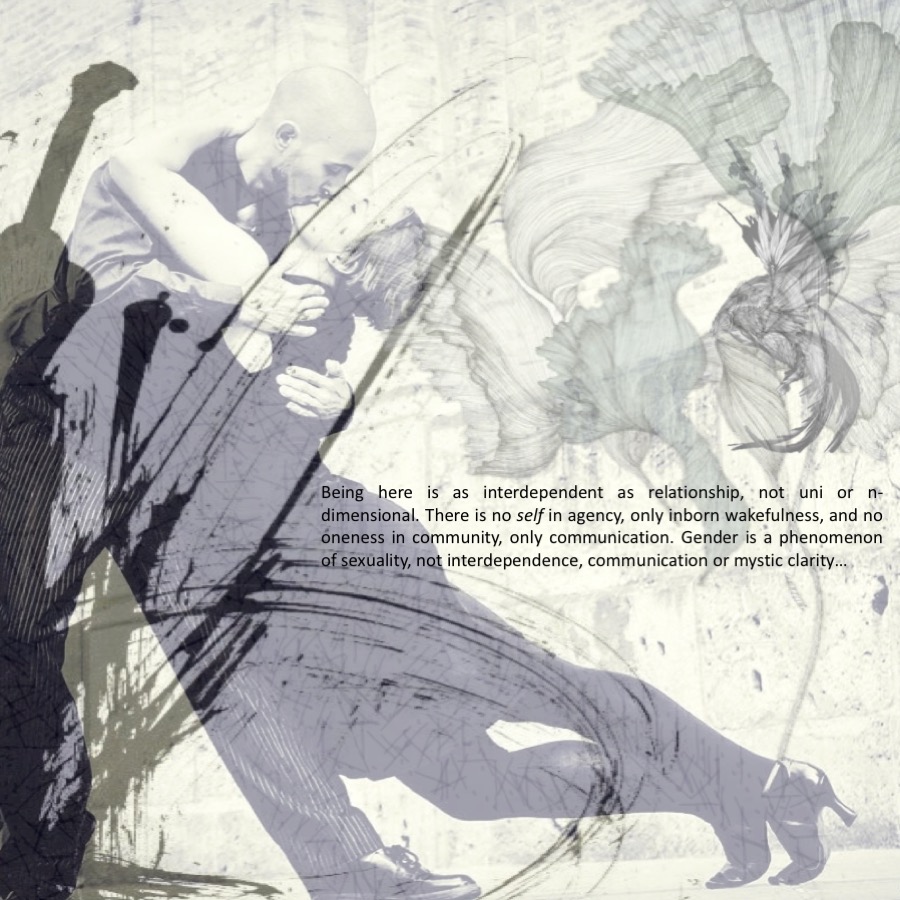 Being here is as interdependent as relationship, not uni or n-
dimensional. There is no self in agency, only inborn wakefulness, and no
oneness in community, only communication. Gender is a phenomenon
of sexuality, not interdependence, communication or mystic clarity…